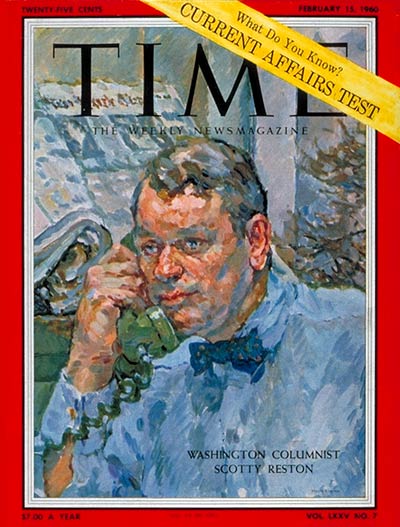 TWENTY-FIVE CENTS
FEBRUARY 15, 1960
What Do You Know?
CURRENT AFFAIRS TEST
TIME
THE WEEKLY NEWSMAGAZINE
WASHINGTON COLUMNIST
SCOTTY RESTON
$7.00 A YEAR
VOL. LXXV NO. 7